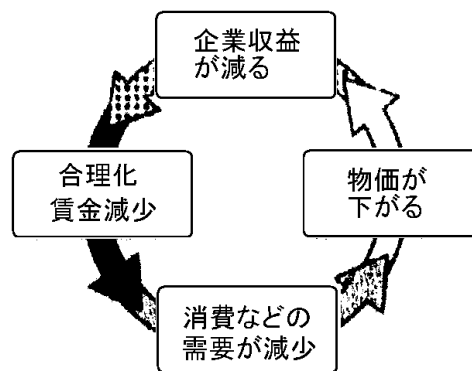 企業収益
が減る
合理化
賃金減少
物価が
下がる
消費などの
需要が減少